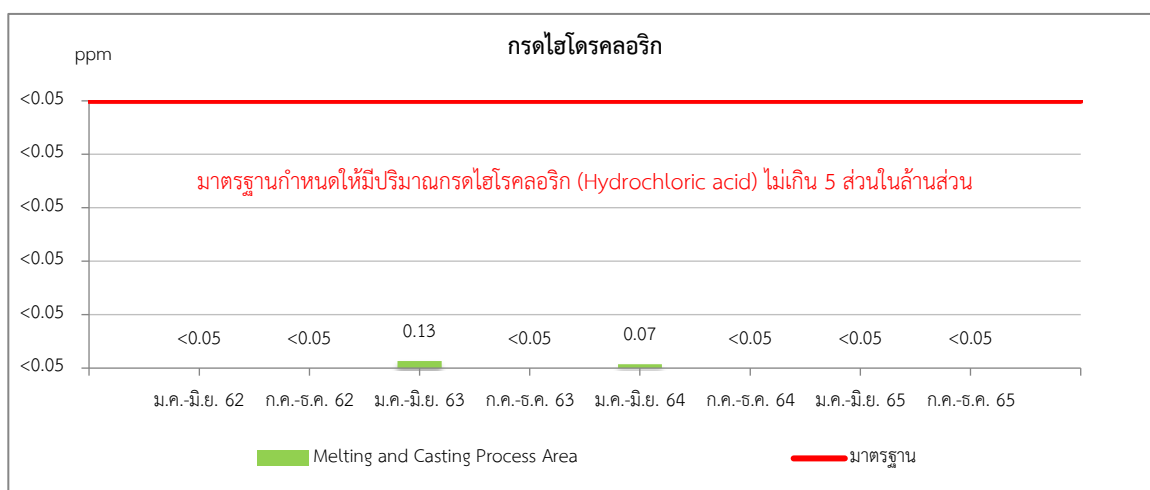 กรดไฮโดรคลอริก
ppm
<0.05
<0.05
มาตรฐานกำหนดให้มีปริมาณกรดไฮโรคลอริก (Hydrochloric acid) ไม่เกิน 5 ส่วนในล้านส่วน
<0.05
<0.05
<0.05
<0.05 <0.05 0.13 <0.05 0.07 <0.05 <0.05 <0.05
<0.05
ม.ค.-มิ.ย. 62 ก.ค.-ธ.ค. 62 ม.ค.-มิ.ย. 63 ก.ค.-ธ.ค. 63 ม.ค.-มิ.ย. 64 ก.ค.-ธ.ค. 64 ม.ค.-มิ.ย. 65 ก.ค.-ธ.ค. 65
Melting and Casting Process Area มาตรฐาน